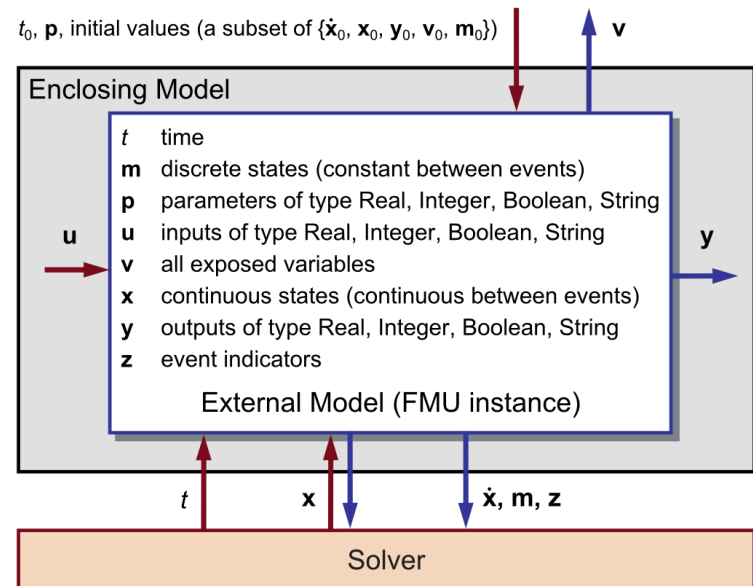 t₀, p, initial values (a subset of {ẋ₀, x₀, y₀, v₀, m₀})
v
Enclosing Model
t time
m discrete states (constant between events)
p parameters of type Real, Integer, Boolean, String
u
u inputs of type Real, Integer, Boolean, String
y
v all exposed variables
x continuous states (continuous between events)
y outputs of type Real, Integer, Boolean, String
z event indicators
External Model (FMU instance)
t
x
ẋ, m, z
Solver